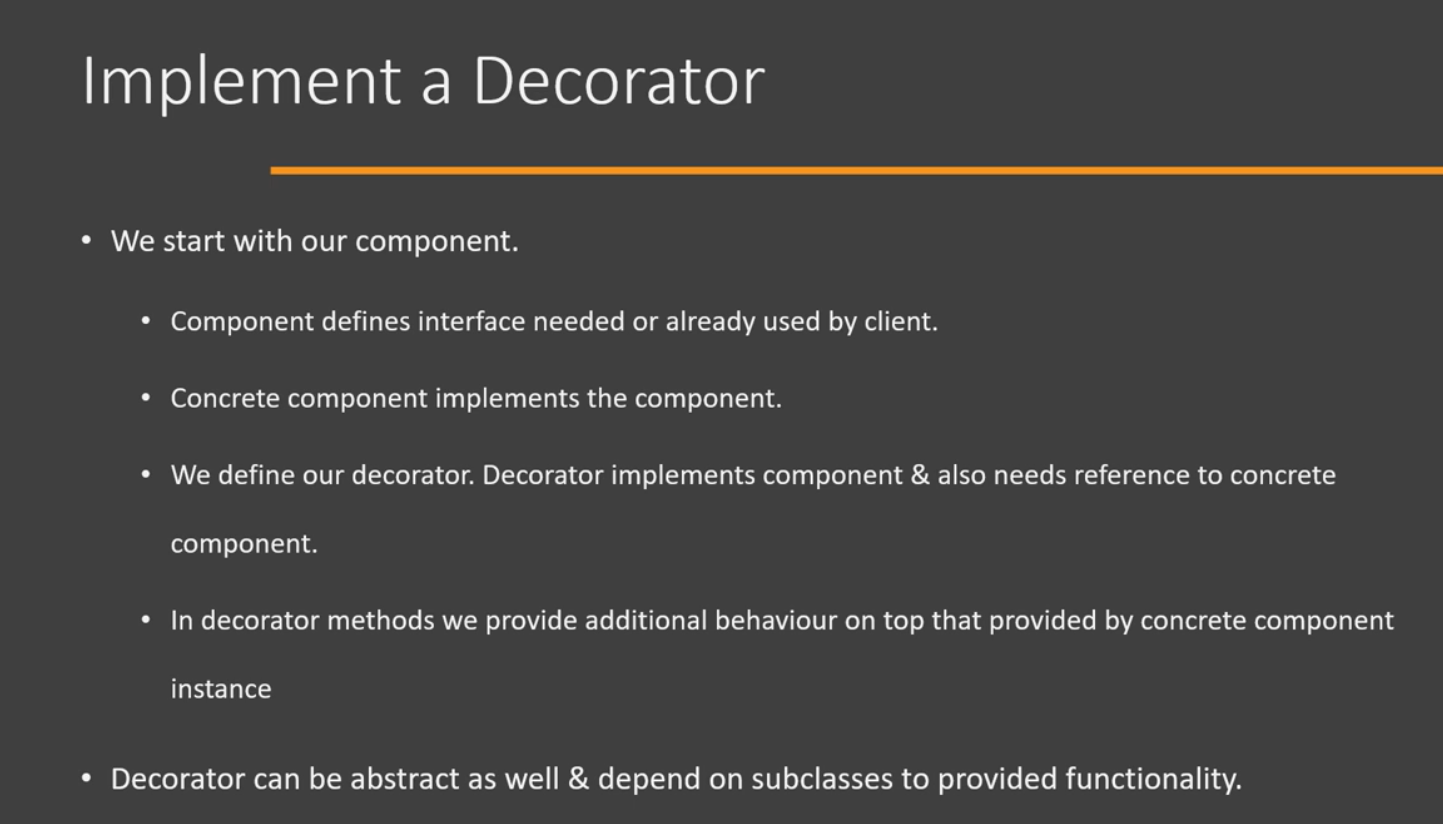 Implement a Decorator
• We start with our component.
• Component defines interface needed or already used by client.
• Concrete component implements the component.
• We define our decorator. Decorator implements component & also needs reference to concrete
component.
• In decorator methods we provide additional behaviour on top that provided by concrete component
instance
• Decorator can be abstract as well & depend on subclasses to provided functionality.